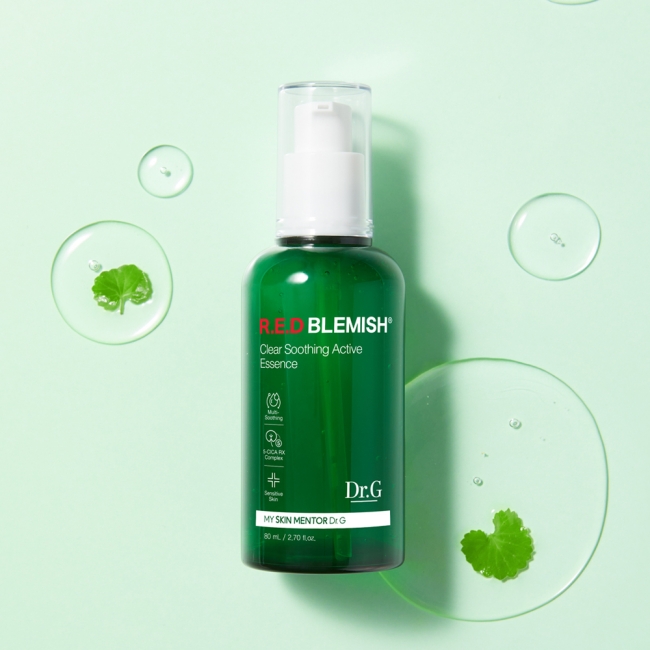 R.E.D BLEMISH®
Clear Soothing Active
Essence
Multi-
Soothing
5-CICA RX
Complex
Sensitive
Skin
Dr.G
MY SKIN MENTOR Dr.G
80 mL / 2.70 fl.oz.